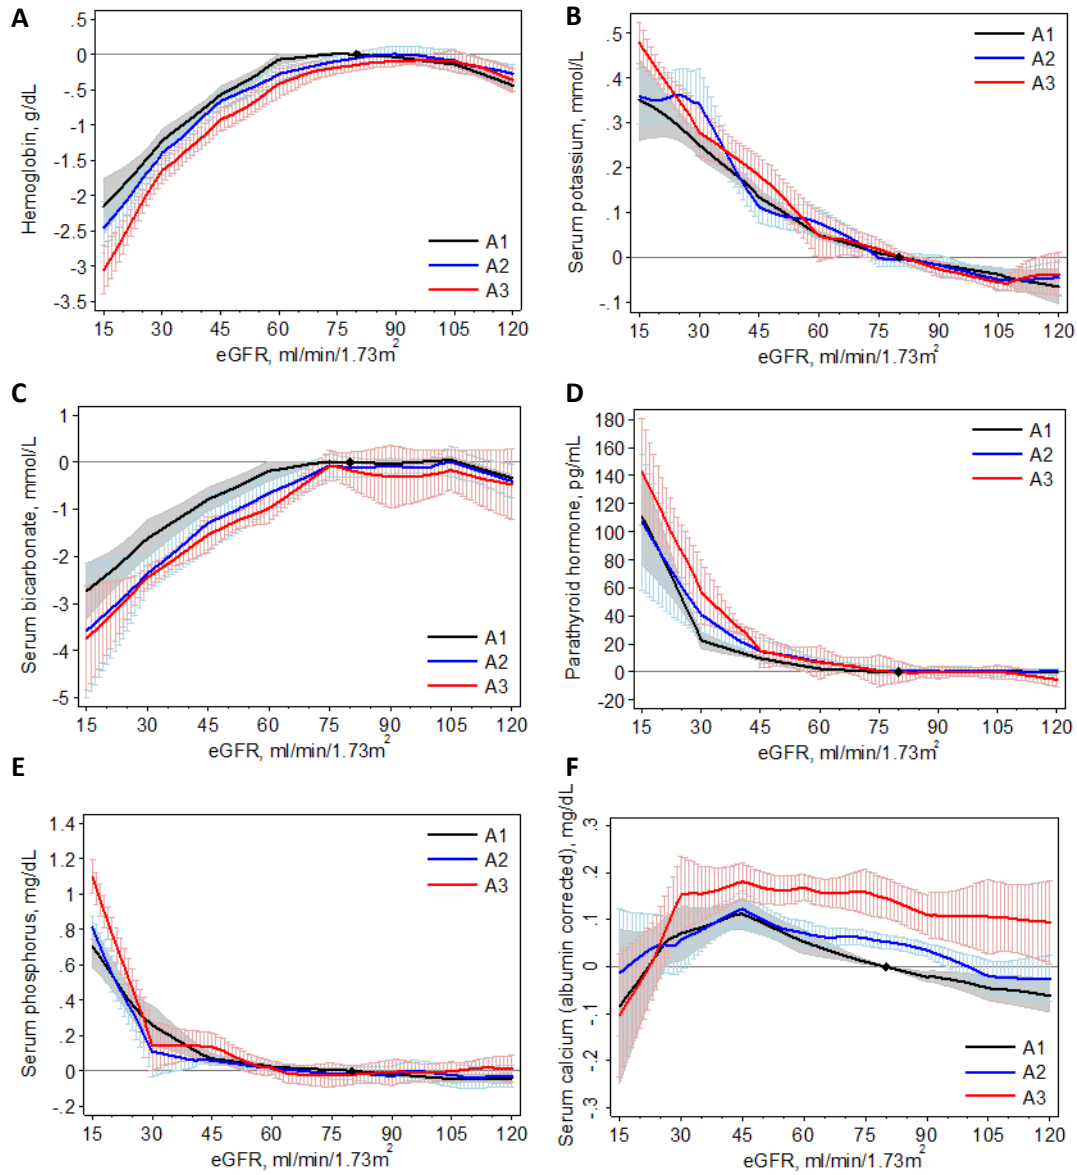 A
Hemoglobin, g/dL
.5
0
-.5
-1
-1.5
-2
-2.5
-3
-3.5
A1
A2
A3
15 30 45 60 75 90 105 120
eGFR, ml/min/1.73m²
B
Serum potassium, mmol/L
.5
.4
.3
.2
.1
0
-.1
A1
A2
A3
15 30 45 60 75 90 105 120
eGFR, ml/min/1.73m²
C
Serum bicarbonate, mmol/L
1
0
-1
-2
-3
-4
-5
A1
A2
A3
15 30 45 60 75 90 105 120
eGFR, ml/min/1.73m²
D
Parathyroid hormone, pg/mL
180
160
140
120
100
80
60
40
20
0
-20
A1
A2
A3
15 30 45 60 75 90 105 120
eGFR, ml/min/1.73m²
E
Serum phosphorus, mg/dL
1.4
1.2
1
.8
.6
.4
.2
0
-.2
A1
A2
A3
15 30 45 60 75 90 105 120
eGFR, ml/min/1.73m²
F
Serum calcium (albumin corrected), mg/dL
.3
.2
.1
0
-.1
-.2
-.3
A1
A2
A3
15 30 45 60 75 90 105 120
eGFR, ml/min/1.73m²